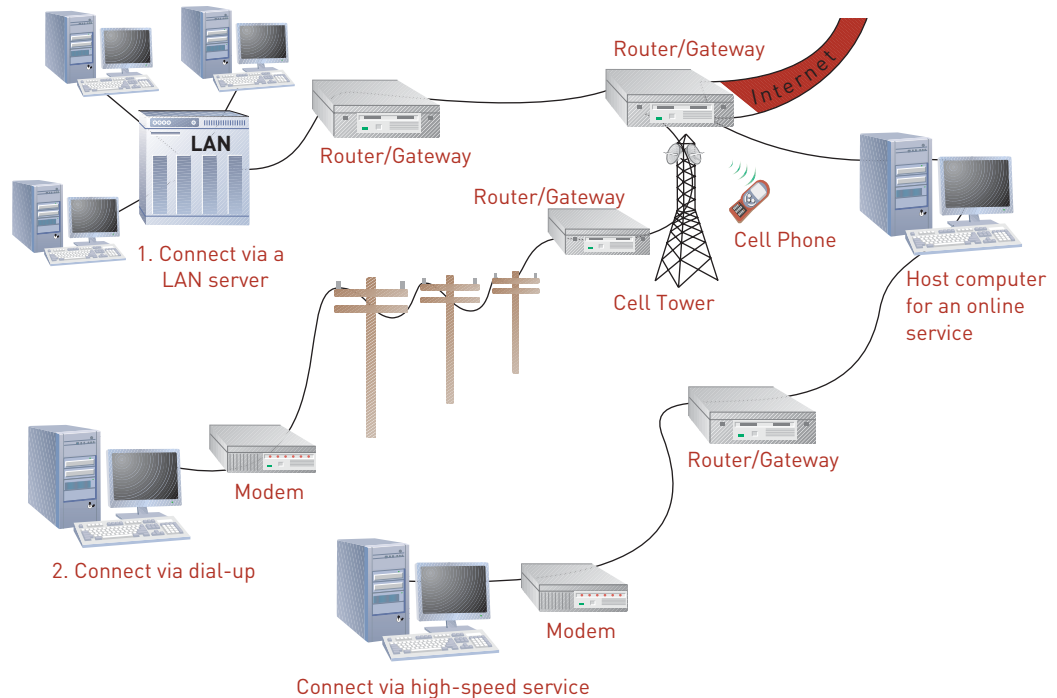 Router/Gateway
Internet
LAN
Router/Gateway
Router/Gateway
1. Connect via a
LAN server
Cell Phone
Cell Tower
Host computer
for an online
service
Router/Gateway
Modem
2. Connect via dial-up
Modem
Connect via high-speed service